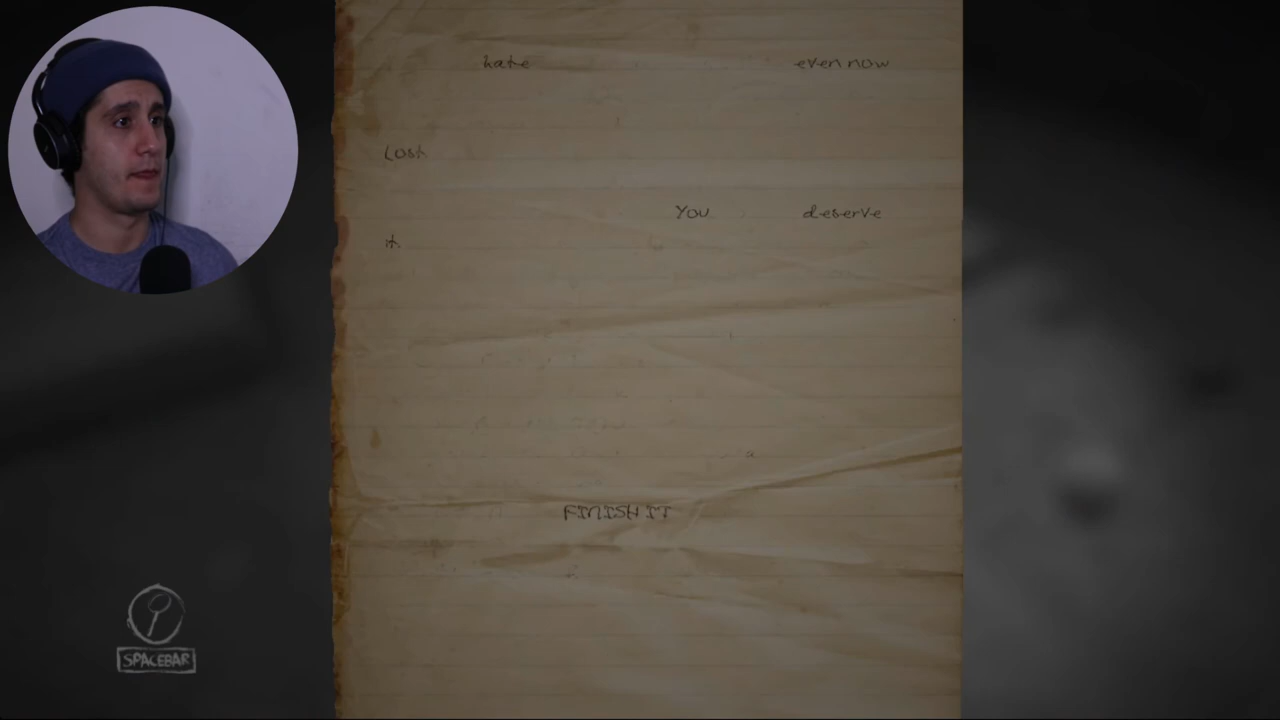 hate even now
Lost
You deserve
it.
a
FINISH IT
SPACEBAR